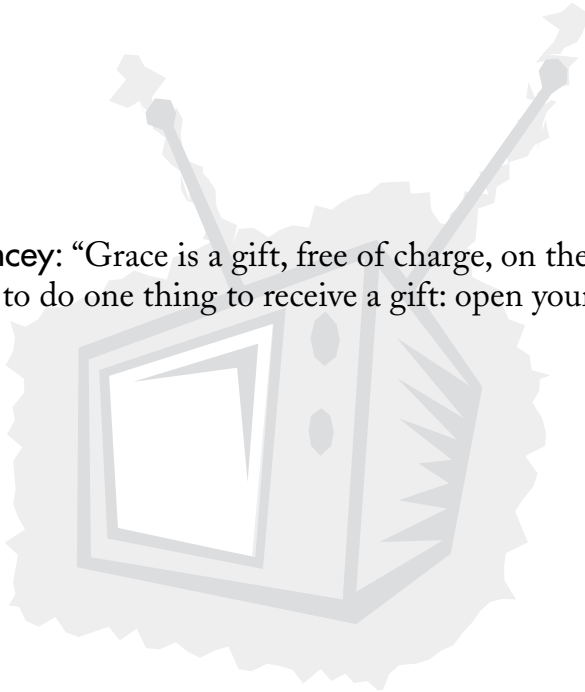 ncey: “Grace is a gift, free of charge, on the
to do one thing to receive a gift: open your